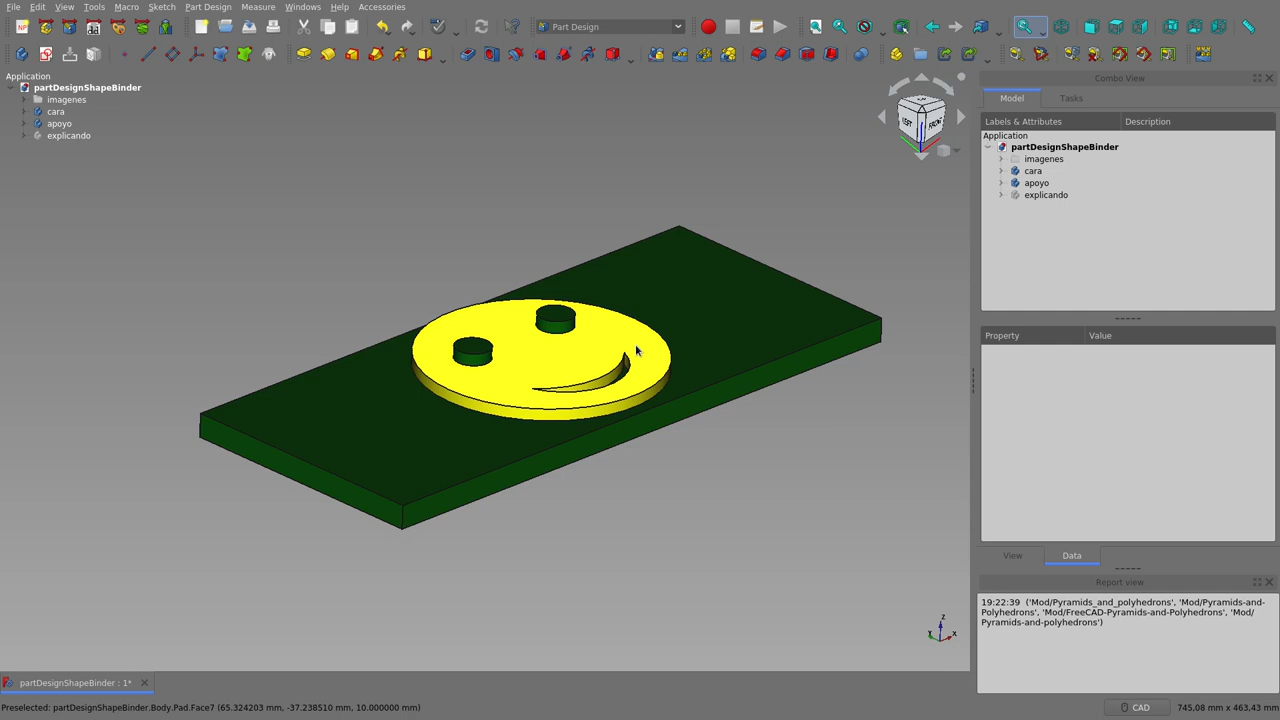 File Edit View Tools Macro Sketch Part Design Measure Windows Help Accessories
Part Design
Application
partDesignShapeBinder
imagenes
cara
apoyo
explicando
LEFT
FRONT
Z
Y
X
Combo View
Model Tasks
Labels & Attributes Description
Application
partDesignShapeBinder
imagenes
cara
apoyo
explicando
Property Value
View Data
Report view
19:22:39 ('Mod/Pyramids_and_polyhedrons', 'Mod/Pyramids-and-
Polyhedrons', 'Mod/FreeCAD-Pyramids-and-Polyhedrons', 'Mod/
Pyramids-and-polyhedrons')
partDesignShapeBinder : 1*
Preselected: partDesignShapeBinder.Body.Pad.Face7 (65.324203 mm, -37.238510 mm, 10.000000 mm)
CAD
745,08 mm x 463,43 mm